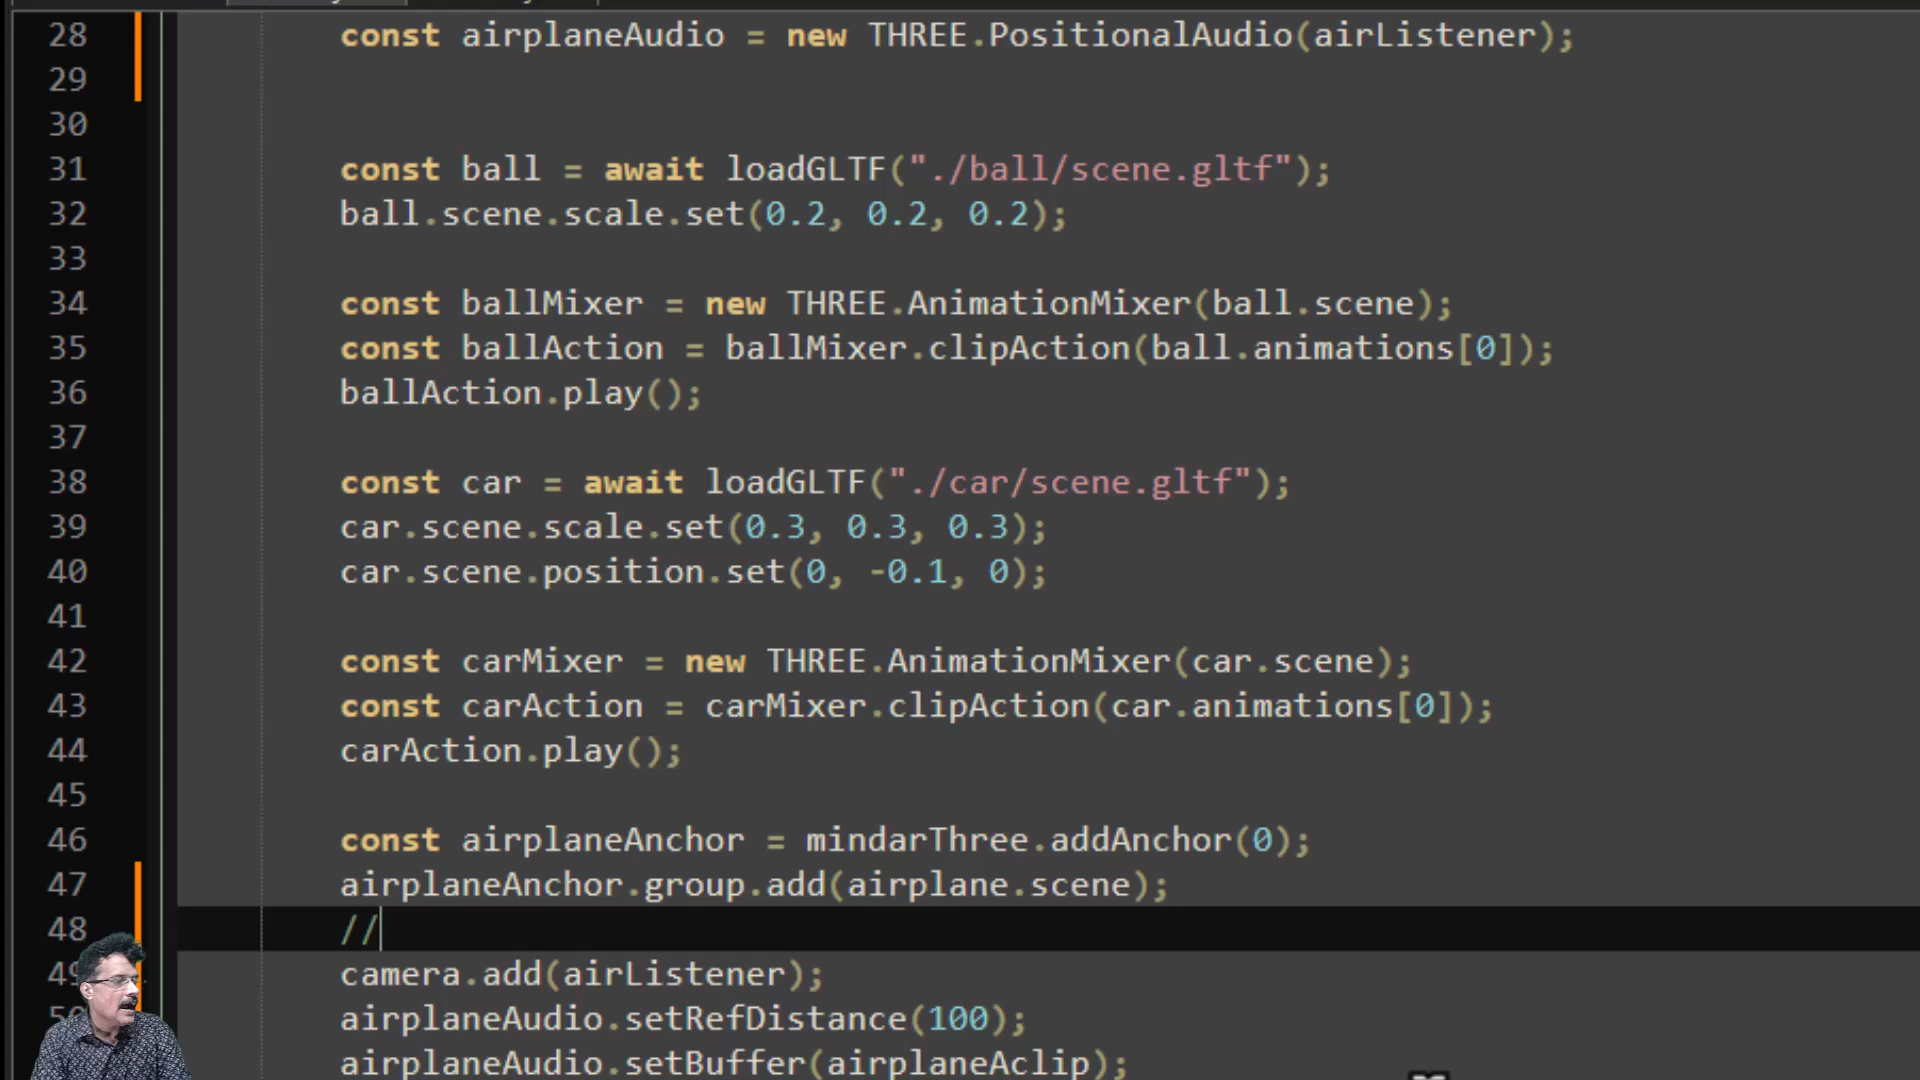 28 const airplaneAudio = new THREE.PositionalAudio(airListener);
29
30
31 const ball = await loadGLTF("./ball/scene.gltf");
32 ball.scene.scale.set(0.2, 0.2, 0.2);
33
34 const ballMixer = new THREE.AnimationMixer(ball.scene);
35 const ballAction = ballMixer.clipAction(ball.animations[0]);
36 ballAction.play();
37
38 const car = await loadGLTF("./car/scene.gltf");
39 car.scene.scale.set(0.3, 0.3, 0.3);
40 car.scene.position.set(0, -0.1, 0);
41
42 const carMixer = new THREE.AnimationMixer(car.scene);
43 const carAction = carMixer.clipAction(car.animations[0]);
44 carAction.play();
45
46 const airplaneAnchor = mindarThree.addAnchor(0);
47 airplaneAnchor.group.add(airplane.scene);
48 //
49 camera.add(airListener);
50 airplaneAudio.setRefDistance(100);
airplaneAudio.setBuffer(airplaneAclip);